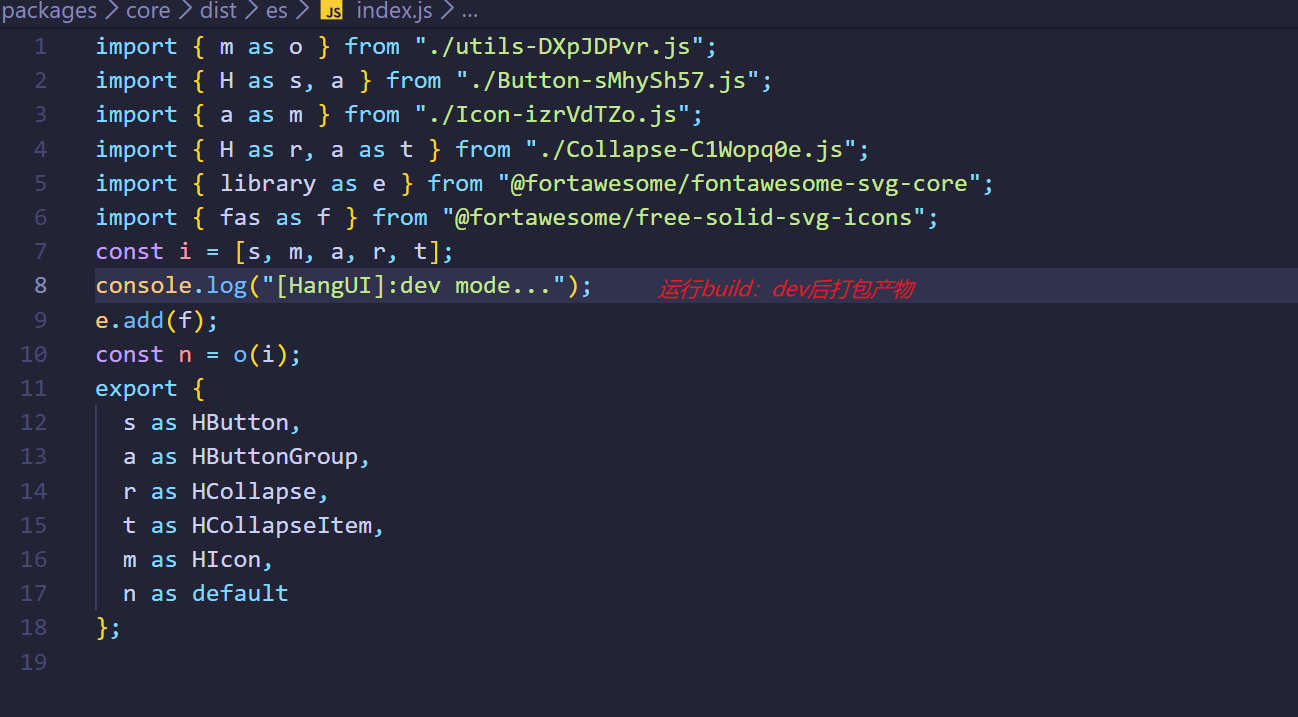 packages > core > dist > es > JS index.js > ...
1 import { m as o } from "./utils-DXpJDPvr.js";
2 import { H as s, a } from "./Button-sMhySh57.js";
3 import { a as m } from "./Icon-izrVdTZo.js";
4 import { H as r, a as t } from "./Collapse-C1Wopq0e.js";
5 import { library as e } from "@fortawesome/fontawesome-svg-core";
6 import { fas as f } from "@fortawesome/free-solid-svg-icons";
7 const i = [s, m, a, r, t];
8 console.log("[HangUI]:dev mode..."); 运行build：dev后打包产物
9 e.add(f);
10 const n = o(i);
11 export {
12 s as HButton,
13 a as HButtonGroup,
14 r as HCollapse,
15 t as HCollapseItem,
16 m as HIcon,
17 n as default
18 };
19